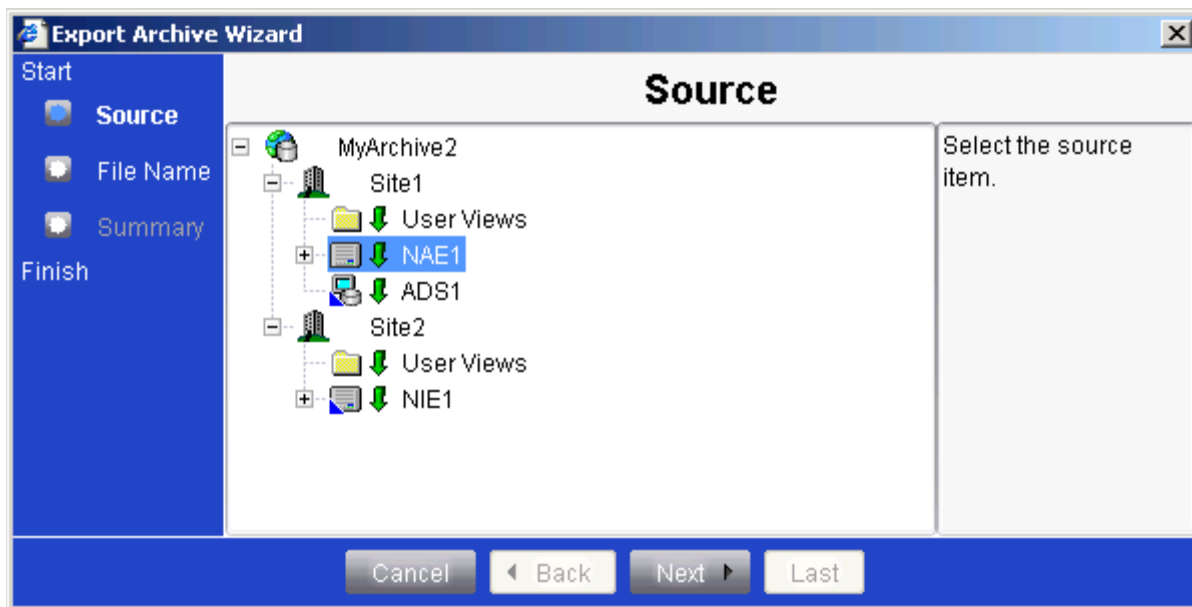 Export Archive Wizard
Start
Source
File Name
Summary
Finish
Source
MyArchive2
Site1
User Views
NAE1
ADS1
Site2
User Views
NIE1
Select the source
item.
Cancel
Back
Next
Last